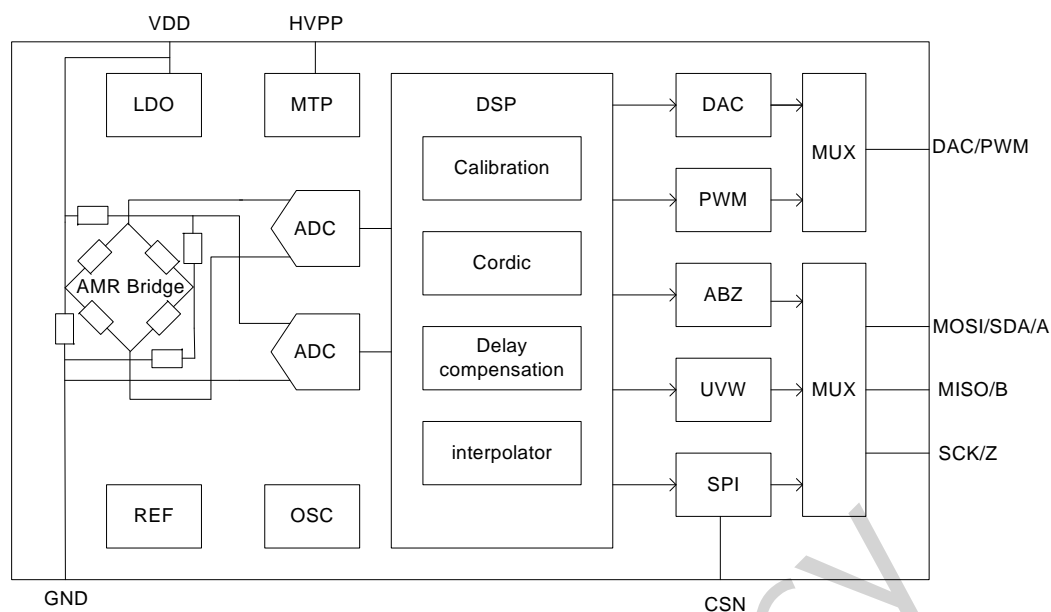 VDD
HVPP
LDO
MTP
DSP
DAC
MUX
DAC/PWM
Calibration
PWM
ADC
AMR Bridge
Cordic
ABZ
MOSI/SDA/A
ADC
Delay
compensation
UVW
MUX
MISO/B
interpolator
SPI
SCK/Z
REF
OSC
GND
CSN